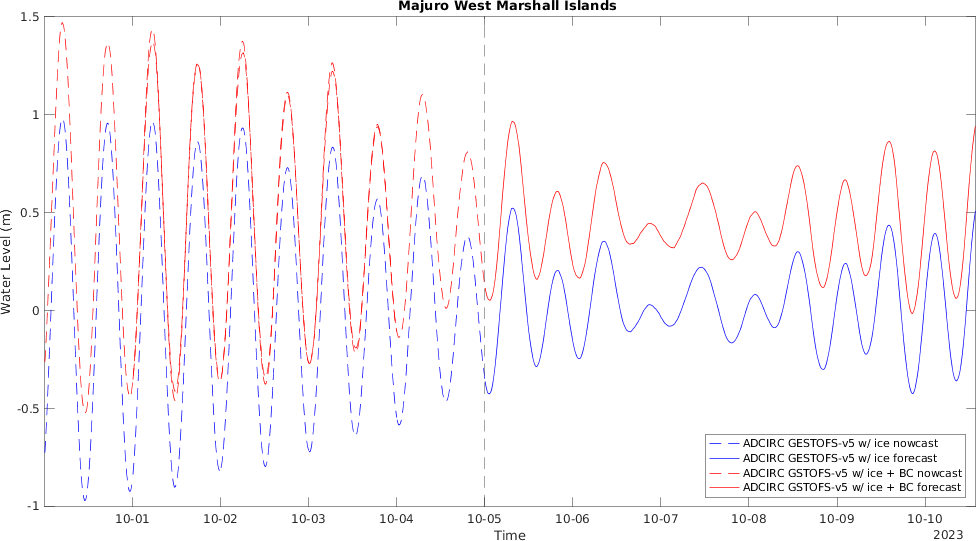 Majuro West Marshall Islands
1.5
1
0.5
0
-0.5
-1
Water Level (m)
10-01
10-02
10-03
10-04
10-05
10-06
10-07
10-08
10-09
10-10
Time
2023
ADCIRC GESTOFS-v5 w/ ice nowcast
ADCIRC GESTOFS-v5 w/ ice forecast
ADCIRC GSTOFS-v5 w/ ice + BC nowcast
ADCIRC GSTOFS-v5 w/ ice + BC forecast